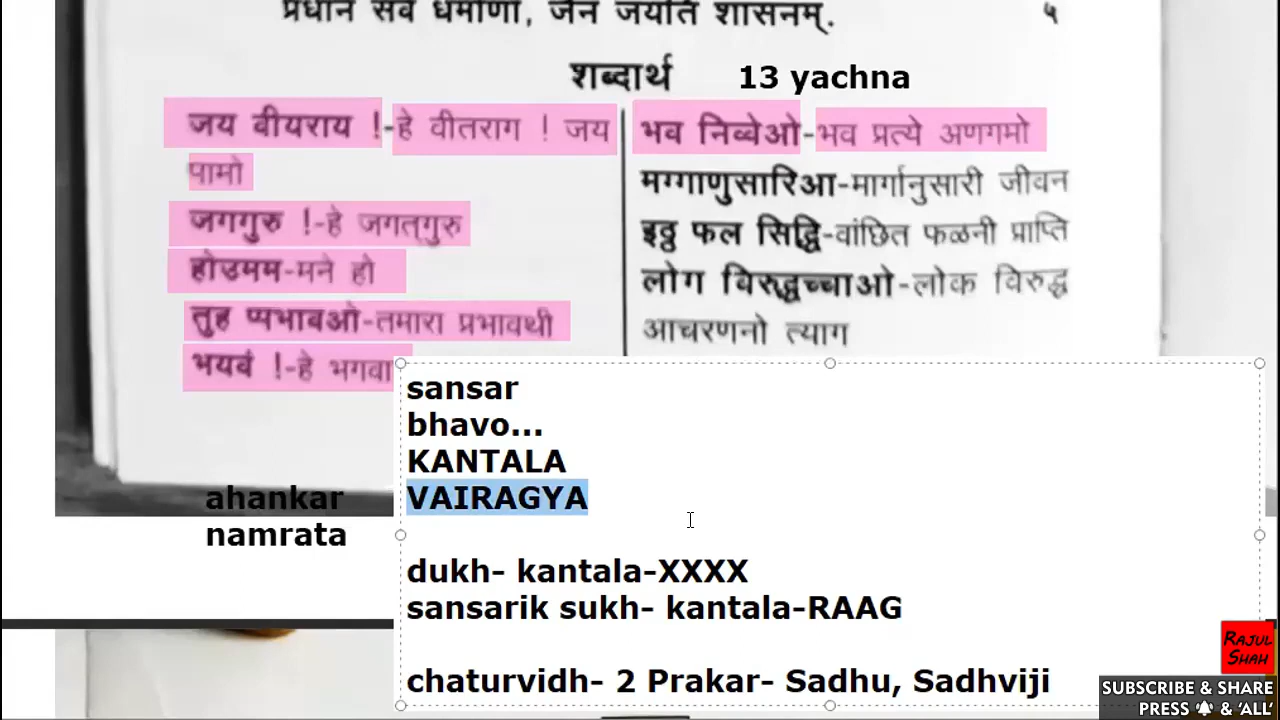 प्रधानं सर्व धर्माणां, जैनं जयति शासनम्. ५
शब्दार्थ 13 yachna
जय वीयराय !-हे वीतराग ! जय
पामो
जगगुरु !-हे जगत्गुरु
होउमम-मने हो
तुह प्पभावओ-तमारा प्रभावथी
भयवं !-हे भगवा
भव निव्वेओ-भव प्रत्ये अणगमो
मग्गाणुसारिआ-मार्गानुसारी जीवन
इट्ठ फल सिद्धि-वांछित फळनी प्राप्ति
लोग विरुद्धच्चाओ-लोक विरुद्ध
आचरणनो त्याग
sansar
bhavo...
KANTALA
VAIRAGYA
ahankar
namrata
dukh- kantala-XXXX
sansarik sukh- kantala-RAAG
chaturvidh- 2 Prakar- Sadhu, Sadhviji
RAJUL
SHAH
SUBSCRIBE & SHARE
PRESS & 'ALL'